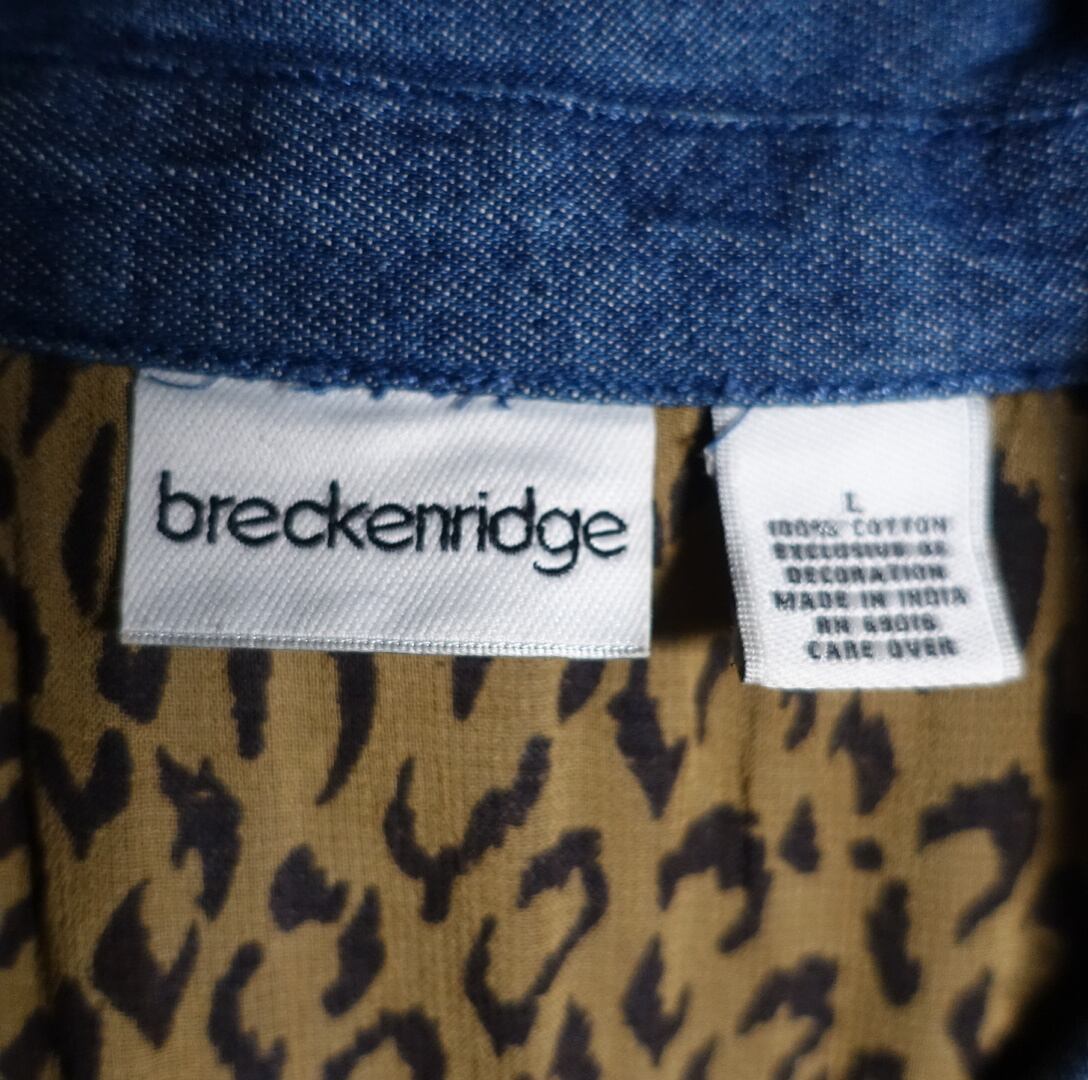 breckenridge
L
100% COTTON
EXCLUSIVE OF
DECORATION
MADE IN INDIA
RN 69016
CARE OVER